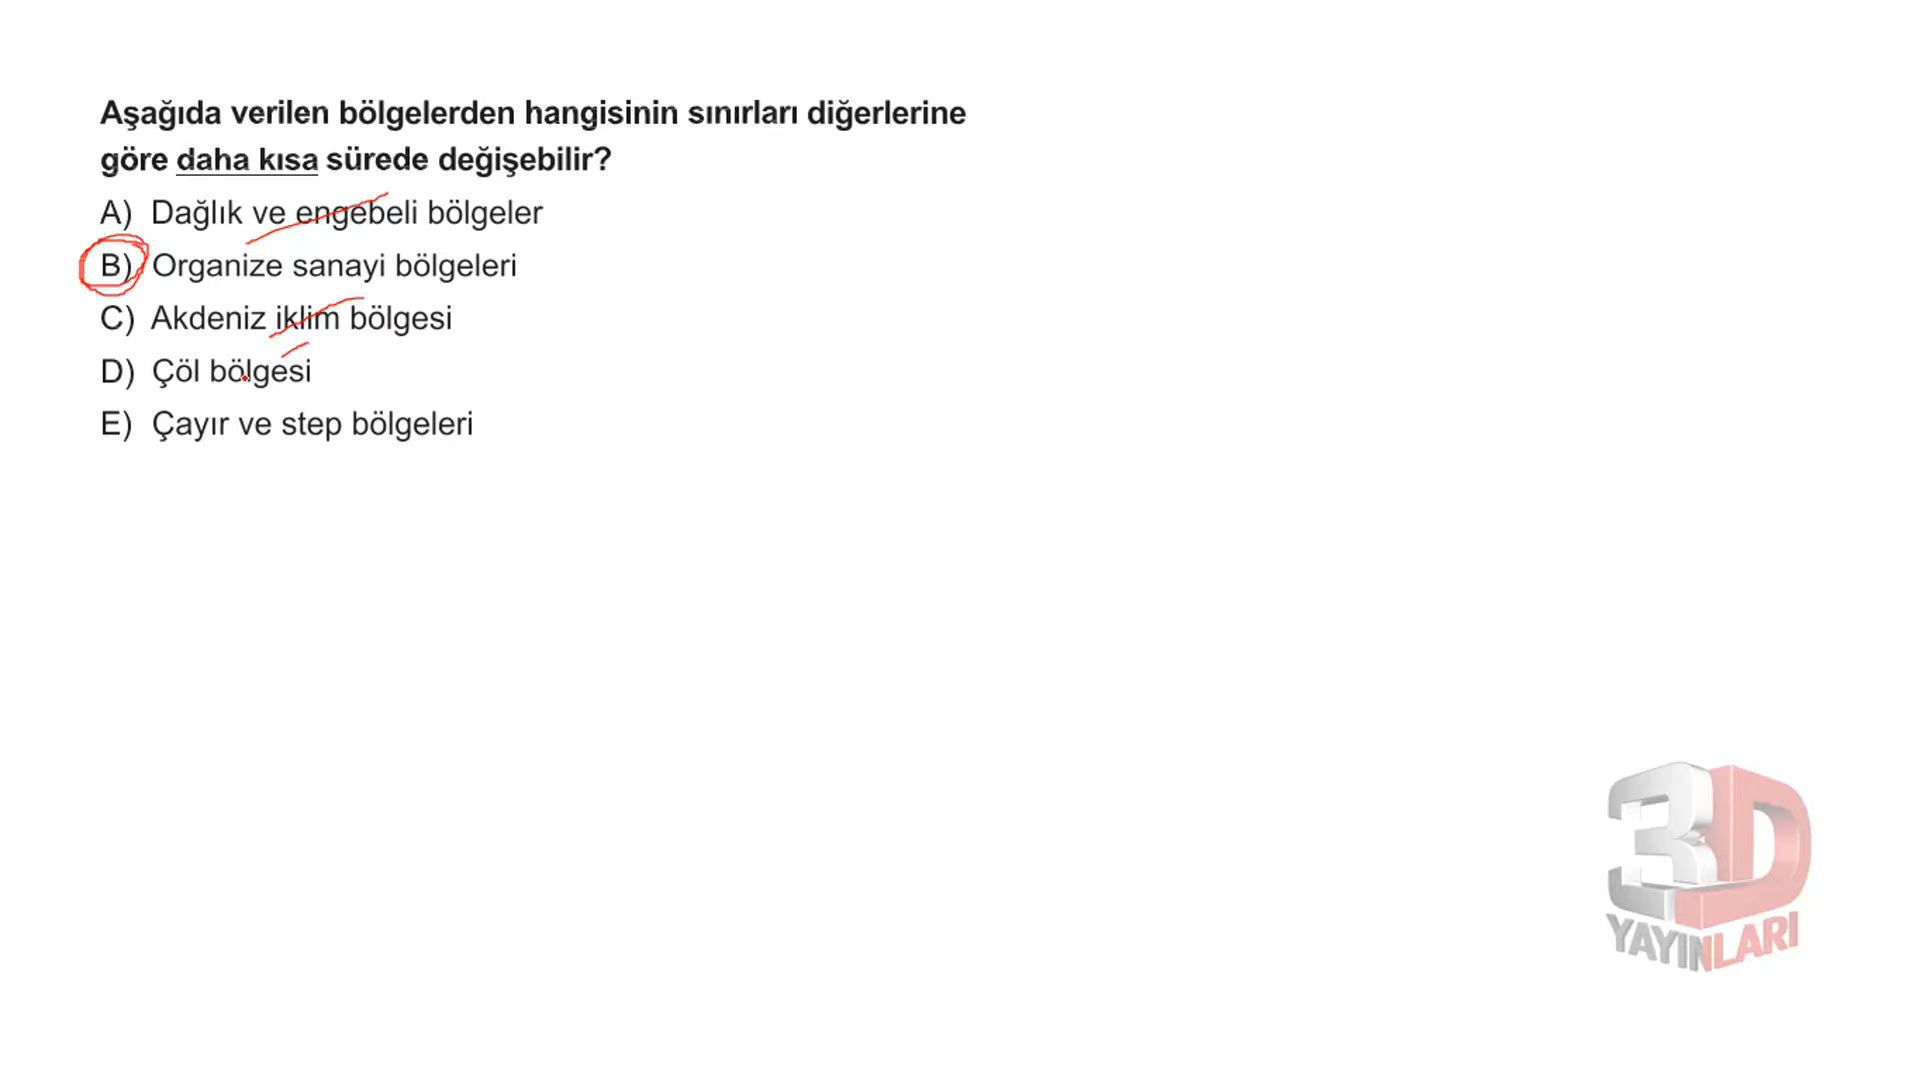 Aşağıda verilen bölgelerden hangisinin sınırları diğerlerine
göre daha kısa sürede değişebilir?
A) Dağlık ve engebeli bölgeler
B) Organize sanayi bölgeleri
C) Akdeniz iklim bölgesi
D) Çöl bölgesi
E) Çayır ve step bölgeleri
3D
YAYINLARI